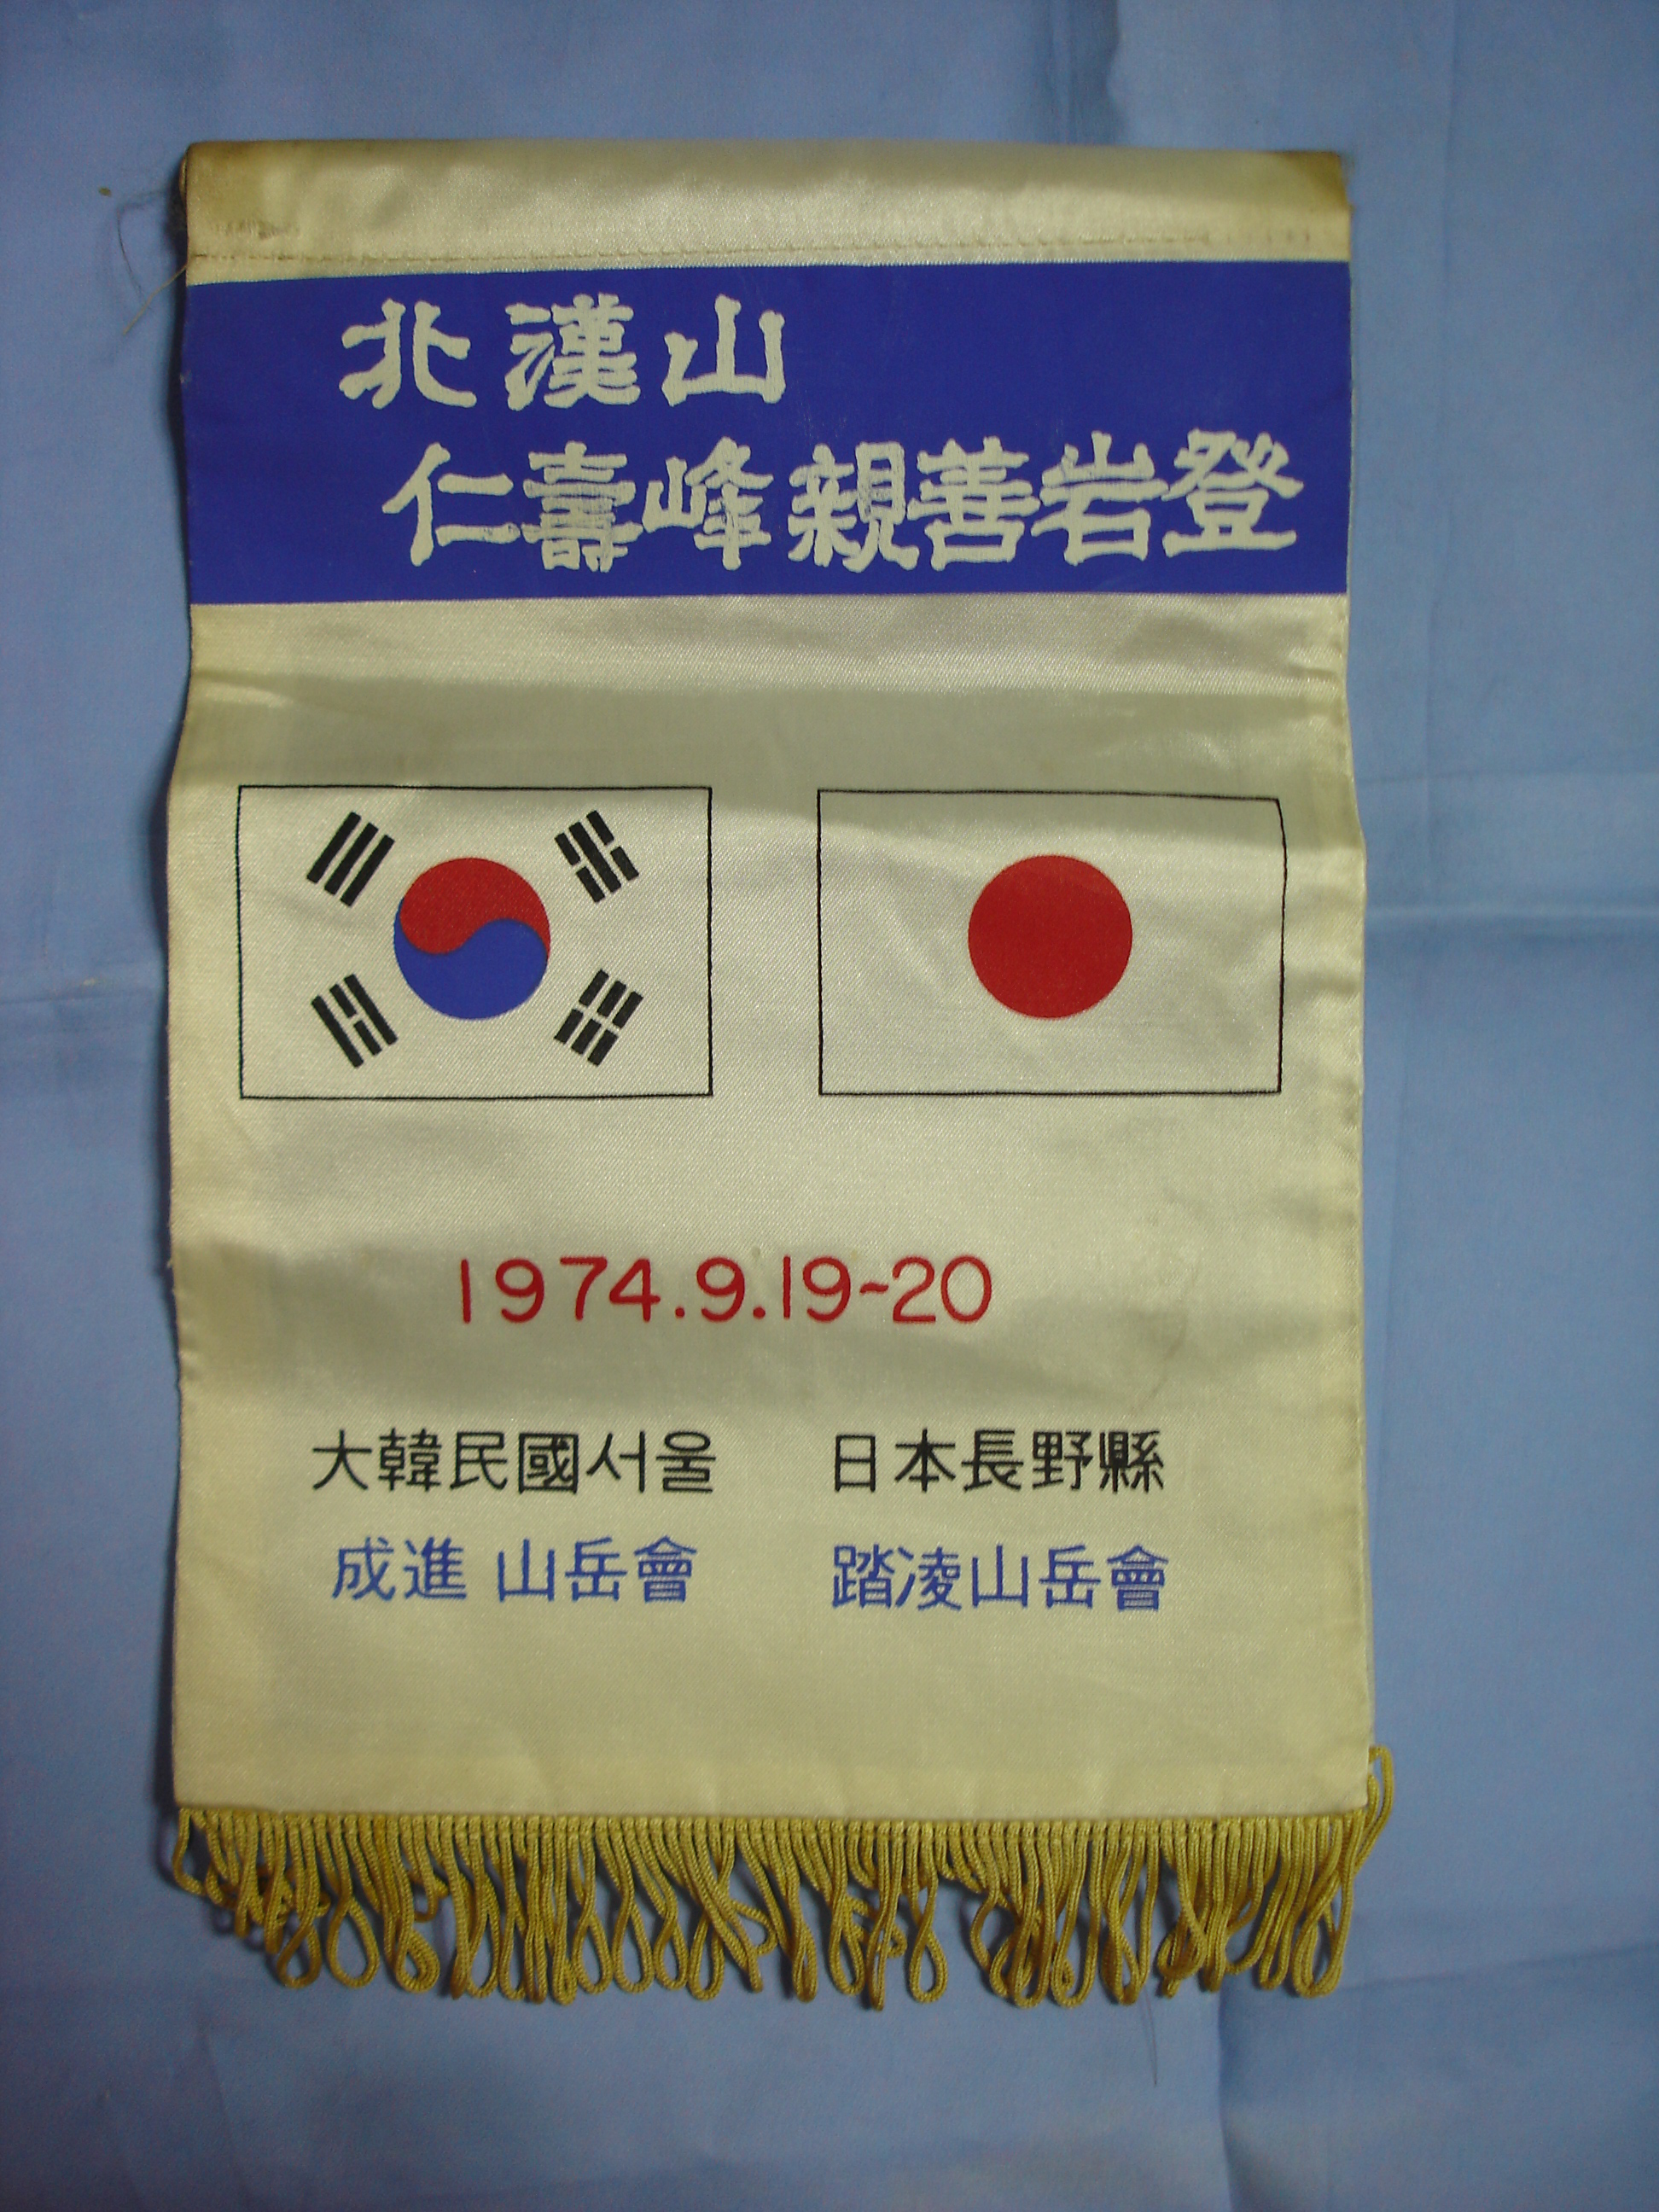 北漢山
仁壽峰親善岩登
1974.9.19~20
大韓民國서울 日本長野縣
成進 山岳會 踏凌山岳會